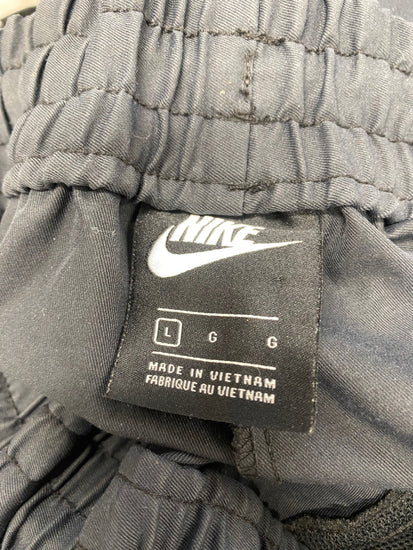 NIKE
L G G
MADE IN VIETNAM
FABRIQUE AU VIETNAM